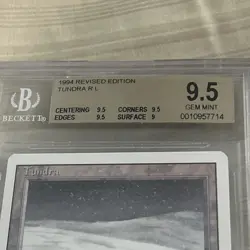 1994 REVISED EDITION
TUNDRA R L
B
BECKETT
CENTERING 9.5 CORNERS 9.5
EDGES 9.5 SURFACE 9
9.5
GEM MINT
0010957714
Tundra